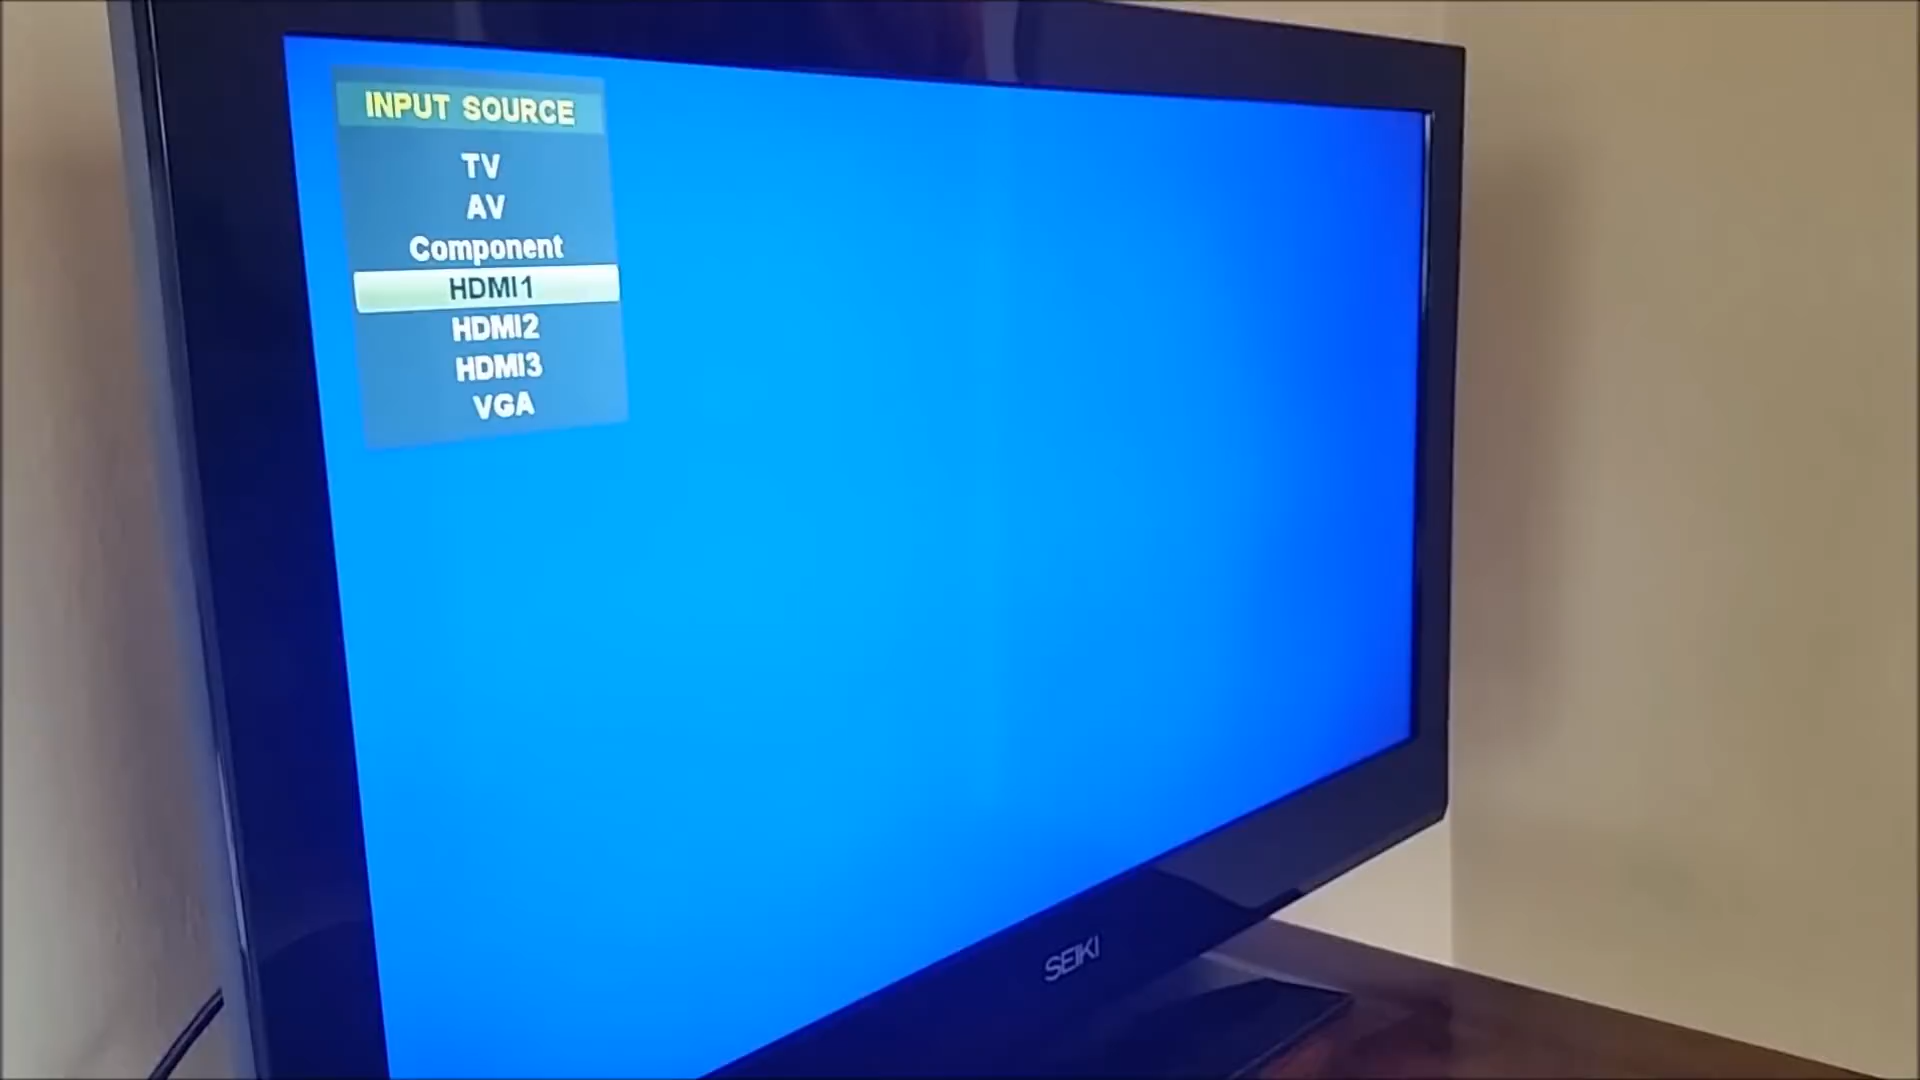 INPUT SOURCE
TV
AV
Component
HDMI1
HDMI2
HDMI3
VGA
SEIKI